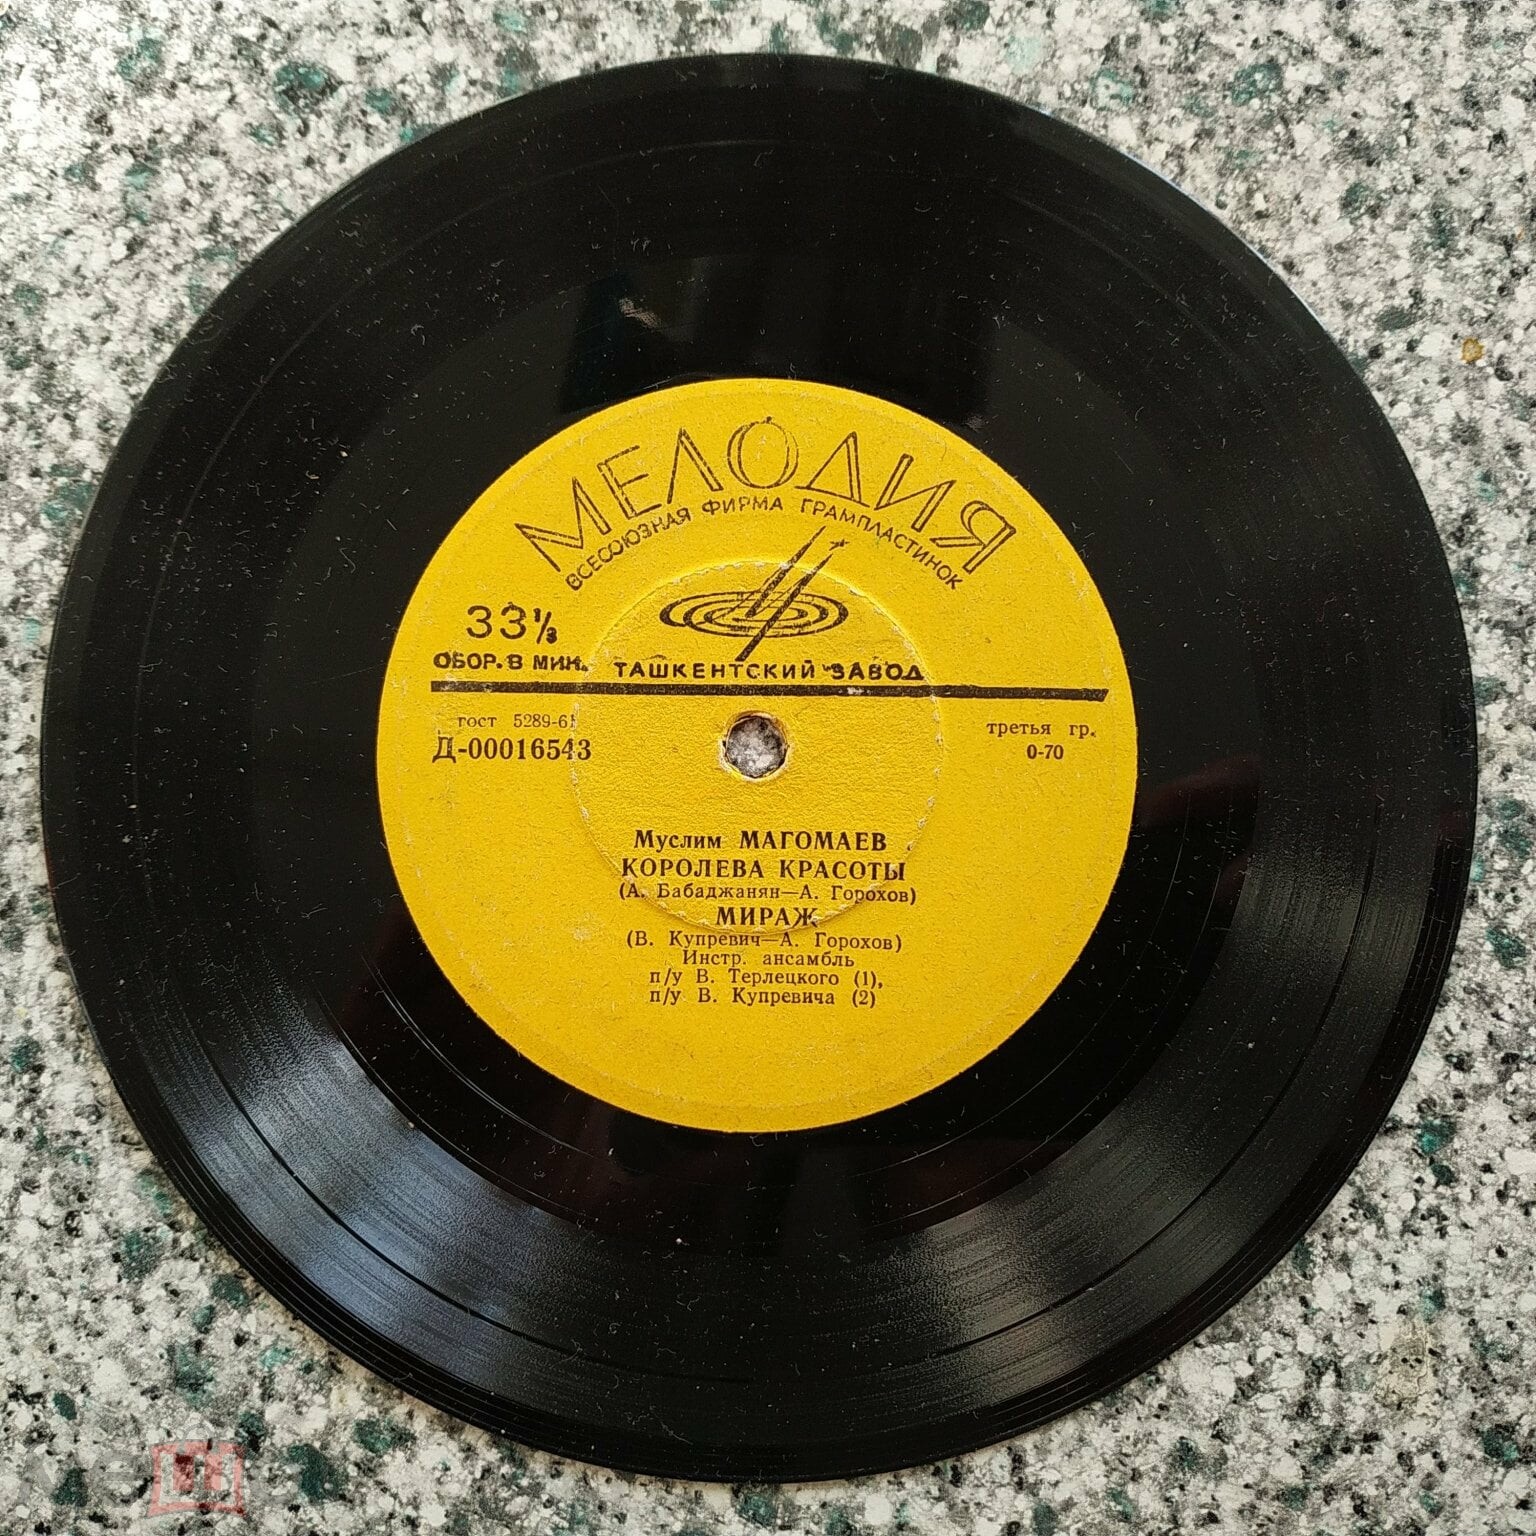 МЕЛОДИЯ
ВСЕСОЮЗНАЯ ФИРМА ГРАМПЛАСТИНОК
33⅓
ОБОР. В МИН. ТАШКЕНТСКИЙ ЗАВОД
гост 5289-61 третья гр.
Д-00016543 0-70
Муслим МАГОМАЕВ
КОРОЛЕВА КРАСОТЫ
(А. Бабаджанян—А. Горохов)
МИРАЖ
(В. Купревич—А. Горохов)
Инстр. ансамбль
п/у В. Терлецкого (1),
п/у В. Купревича (2)